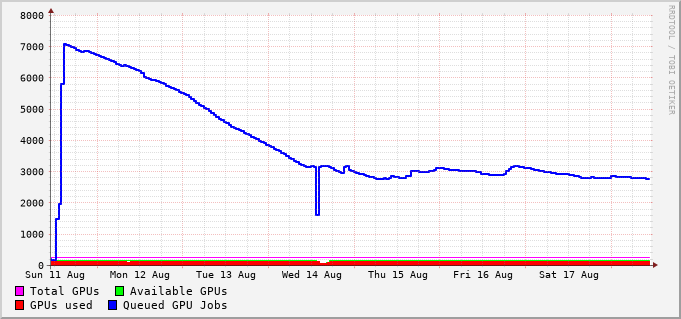 8000
7000
6000
5000
4000
3000
2000
1000
0
Sun 11 Aug Mon 12 Aug Tue 13 Aug Wed 14 Aug Thu 15 Aug Fri 16 Aug Sat 17 Aug
Total GPUs Available GPUs
GPUs used Queued GPU Jobs
RRDTOOL / TOBI OETIKER